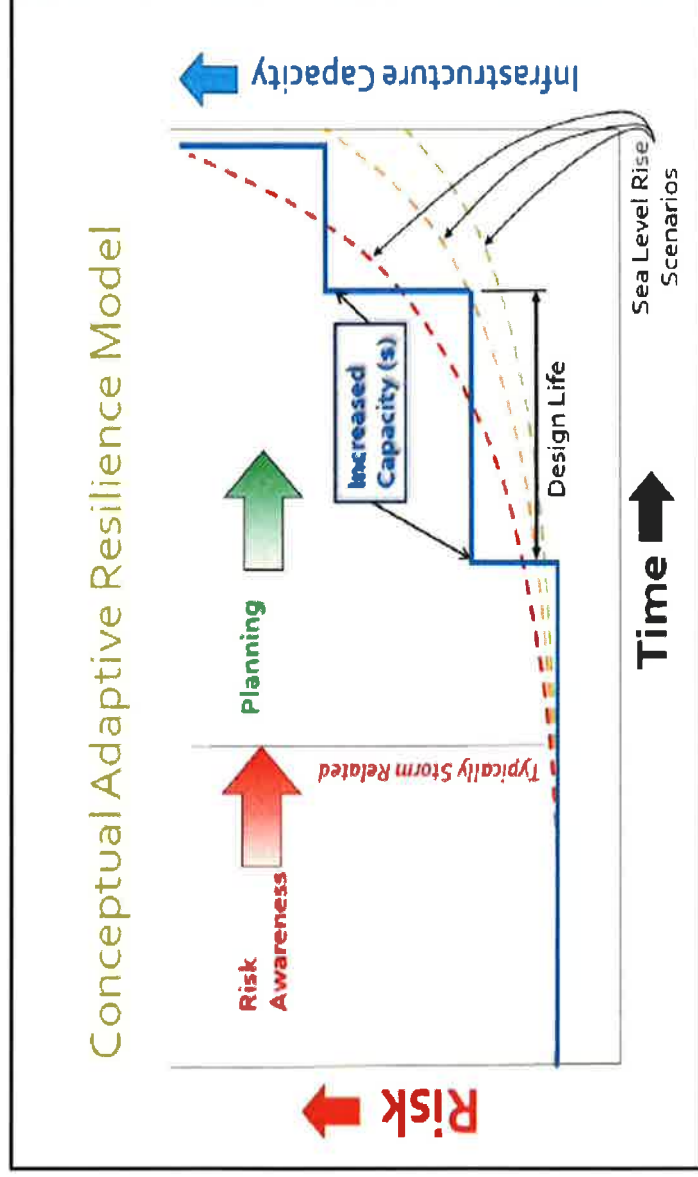 Conceptual Adaptive Resilience Model
Risk
Infrastructure Capacity
Risk
Awareness
Planning
Typically Storm Related
Increased
Capacity (s)
Design Life
Sea Level Rise
Scenarios
Time